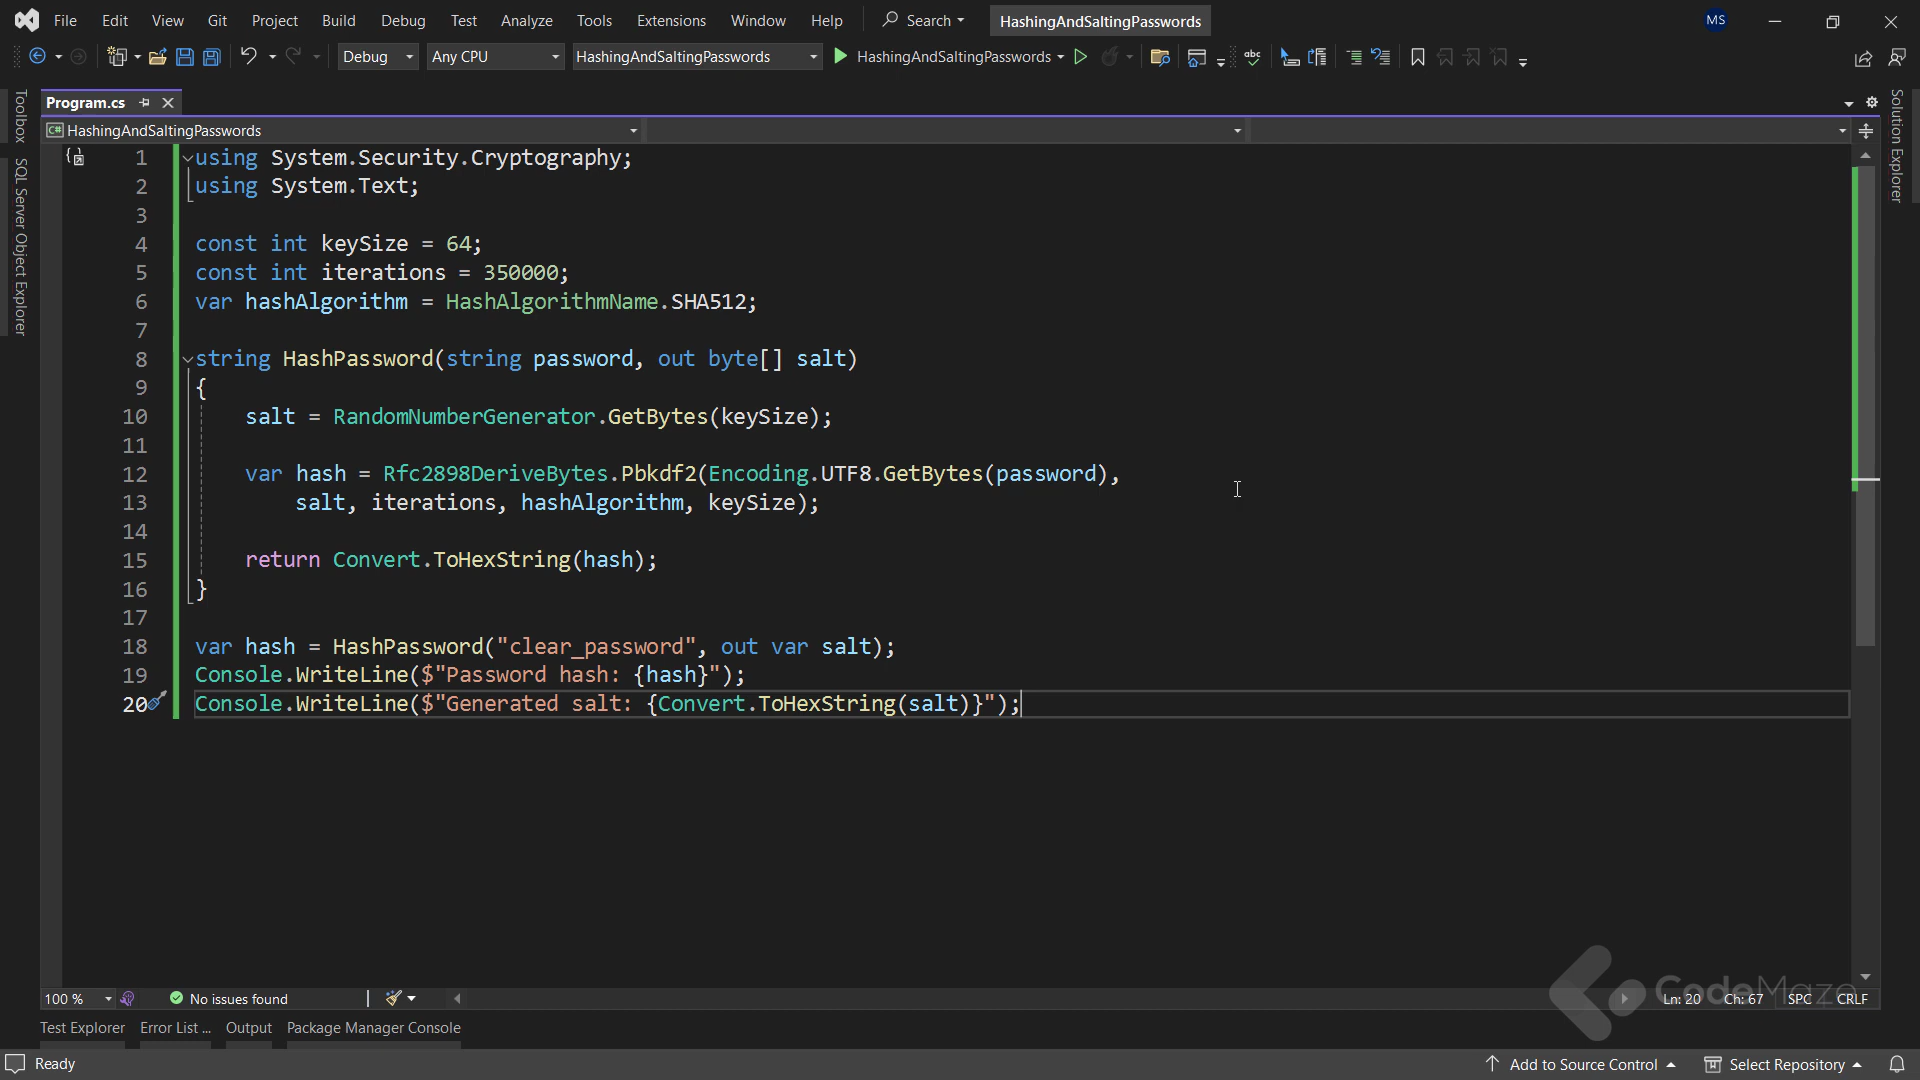 File Edit View Git Project Build Debug Test Analyze Tools Extensions Window Help Search HashingAndSaltingPasswords MS
Debug Any CPU HashingAndSaltingPasswords HashingAndSaltingPasswords
Toolbox
SQL Server Object Explorer
Solution Explorer
Program.cs
C# HashingAndSaltingPasswords
1 using System.Security.Cryptography;
2 using System.Text;
3
4 const int keySize = 64;
5 const int iterations = 350000;
6 var hashAlgorithm = HashAlgorithmName.SHA512;
7
8 string HashPassword(string password, out byte[] salt)
9 {
10 salt = RandomNumberGenerator.GetBytes(keySize);
11
12 var hash = Rfc2898DeriveBytes.Pbkdf2(Encoding.UTF8.GetBytes(password),
13 salt, iterations, hashAlgorithm, keySize);
14
15 return Convert.ToHexString(hash);
16 }
17
18 var hash = HashPassword("clear_password", out var salt);
19 Console.WriteLine($"Password hash: {hash}");
20 Console.WriteLine($"Generated salt: {Convert.ToHexString(salt)}");
CodeMaze
100 % No issues found Ln: 20 Ch: 67 SPC CRLF
Test Explorer Error List ... Output Package Manager Console
Ready Add to Source Control Select Repository